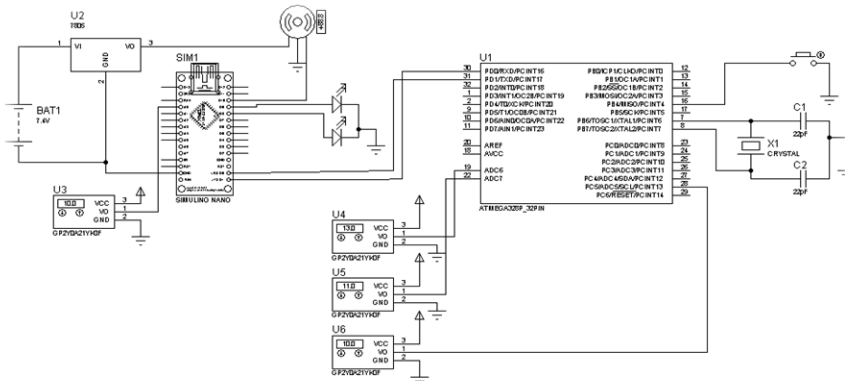 U2
7805
VI
VO
GND
1
3
2
BAT1
7.4V
+88.8
SIM1
SIMULINO NANO
U3
10.0
VCC
VO
GND
3
1
2
GP2Y0A21YK0F
U4
13.0
VCC
VO
GND
3
1
2
GP2Y0A21YK0F
U5
11.0
VCC
VO
GND
3
1
2
GP2Y0A21YK0F
U6
10.0
VCC
VO
GND
3
1
2
GP2Y0A21YK0F
U1
30 PD0/RXD/PCINT16
31 PD1/TXD/PCINT17
32 PD2/INT0/PCINT18
1 PD3/INT1/OC2B/PCINT19
2 PD4/T0/XCK/PCINT20
9 PD5/T1/OC0B/PCINT21
10 PD6/AIN0/OC0A/PCINT22
11 PD7/AIN1/PCINT23
20 AREF
18 AVCC
19 ADC6
22 ADC7
PB0/ICP1/CLKO/PCINT0 12
PB1/OC1A/PCINT1 13
PB2/SS/OC1B/PCINT2 14
PB3/MOSI/OC2A/PCINT3 15
PB4/MISO/PCINT4 16
PB5/SCK/PCINT5 17
PB6/TOSC1/XTAL1/PCINT6 7
PB7/TOSC2/XTAL2/PCINT7 8
PC0/ADC0/PCINT8 23
PC1/ADC1/PCINT9 24
PC2/ADC2/PCINT10 25
PC3/ADC3/PCINT11 26
PC4/ADC4/SDA/PCINT12 27
PC5/ADC5/SCL/PCINT13 28
PC6/RESET/PCINT14 29
ATMEGA328P_32PIN
C1
22pF
X1
CRYSTAL
C2
22pF